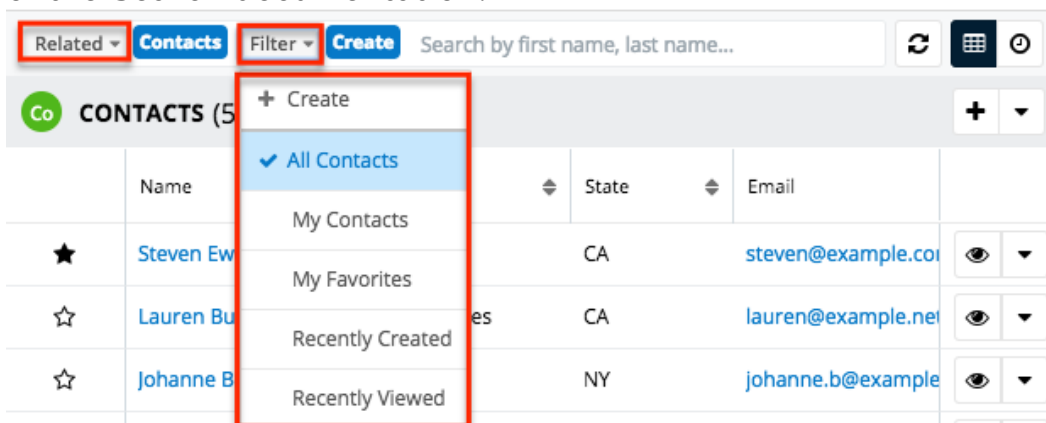 Related Contacts Filter Create Search by first name, last name...
Co CONTACTS (5
+ Create
All Contacts
My Contacts
My Favorites
Recently Created
Recently Viewed
Name State Email
Steven Ew CA steven@example.co
Lauren Bu es CA lauren@example.net
Johanne B NY johanne.b@example